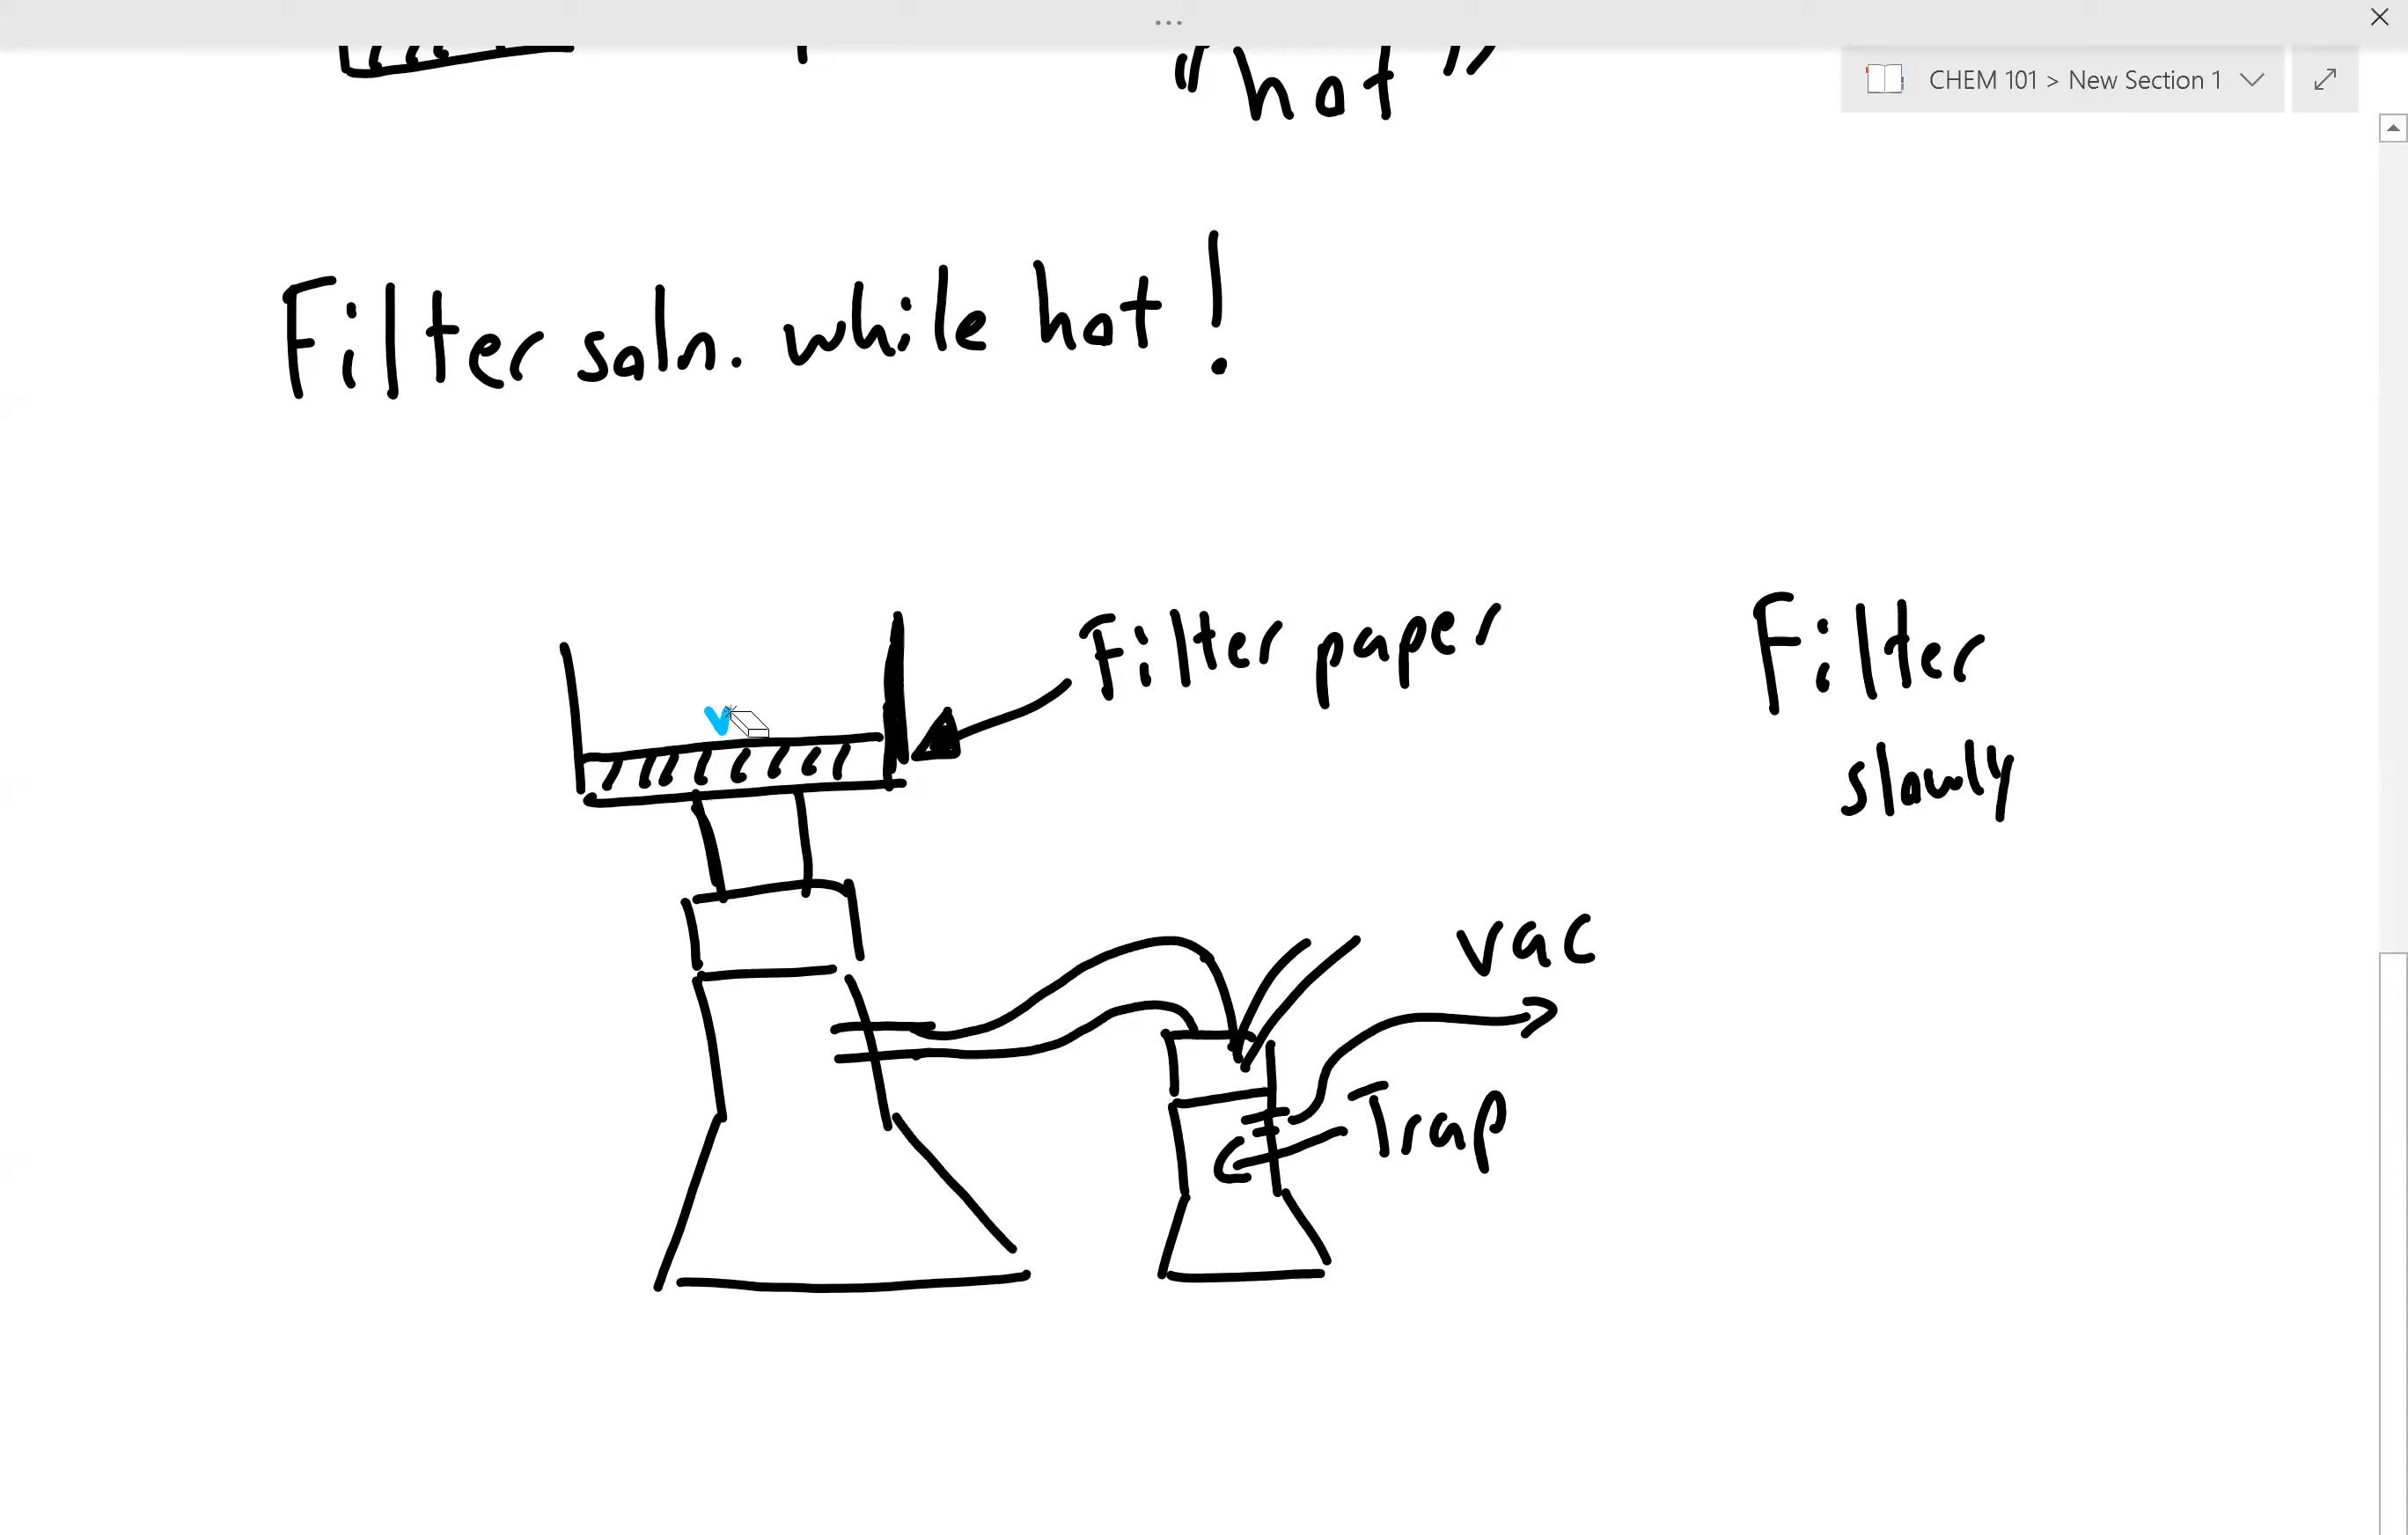 "hot"
CHEM 101 > New Section 1
Filter soln. while hot!
Filter paper
Filter
slowly
vac
Trap